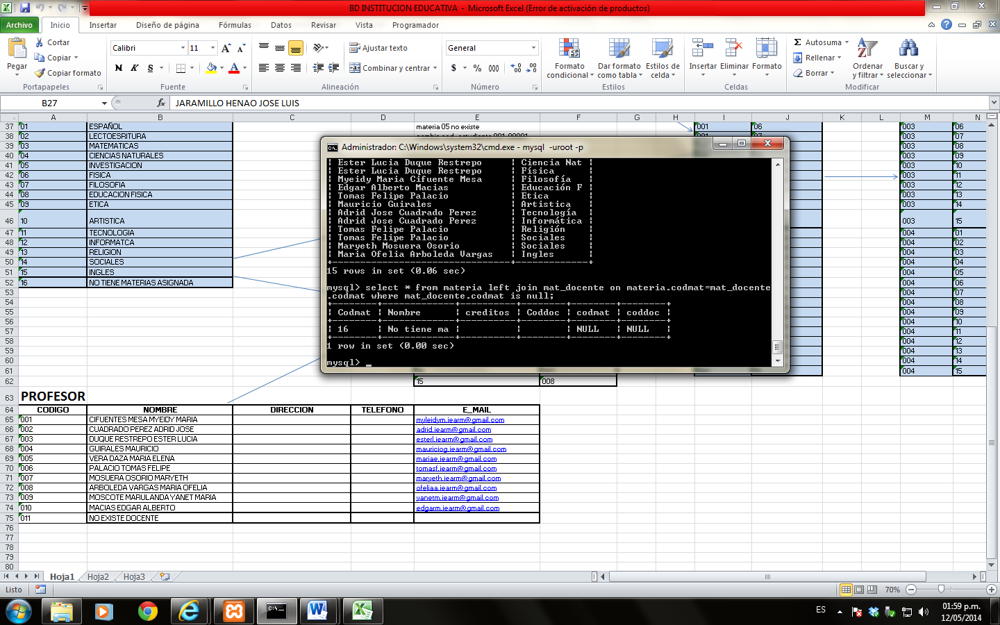 BD INSTITUCION EDUCATIVA - Microsoft Excel (Error de activación de productos)
Archivo Inicio Insertar Diseño de página Fórmulas Datos Revisar Vista Programador
Pegar Cortar Copiar Copiar formato
Calibri 11
N K S
Ajustar texto
Combinar y centrar
General
$ % 000
Formato condicional Dar formato como tabla Estilos de celda
Insertar Eliminar Formato
Autosuma Rellenar Borrar
Ordenar y filtrar Buscar y seleccionar
Portapapeles Fuente Alineación Número Estilos Celdas Modificar
B27 fx JARAMILLO HENAO JOSE LUIS
A B C D E F G H I J K L M N
37 01 ESPAÑOL materia 05 no existe 001 06 003 06
38 02 LECTOESRITURA 003 07
39 03 MATEMATICAS 003 08
40 04 CIENCIAS NATURALES 003 09
41 05 INVESTIGACION 003 10
42 06 FISICA 003 11
43 07 FILOSOFIA 003 12
44 08 EDUCACION FISICA 003 13
45 09 ETICA 003 14
46 10 ARTISTICA 003 15
47 11 TECNOLOGIA 004 01
48 12 INFORMATCA 004 02
49 13 RELIGION 004 03
50 14 SOCIALES 004 04
51 15 INGLES 004 05
52 16 NO TIENE MATERIAS ASIGNADA 004 06
53 004 07
54 004 08
55 004 09
56 004 10
57 004 11
58 004 12
59 004 13
60 004 14
61 004 15
62 15 008
63 PROFESOR
64 CODIGO NOMBRE DIRECCION TELEFONO E_MAIL
65 001 CIFUENTES MESA MYEIDY MARIA myleidym.iearm@gmail.com
66 002 CUADRADO PEREZ ADRID JOSE adrid.iearm@gmail.com
67 003 DUQUE RESTREPO ESTER LUCIA esterl.iearm@gmail.com
68 004 GUIRALES MAURICIO mauriciog.iearm@gmail.com
69 005 VERA DAZA MARIA ELENA mariae.iearm@gmail.com
70 006 PALACIO TOMAS FELIPE tomasf.iearm@gmail.com
71 007 MOSUERA OSORIO MARYETH maryeth.iearm@gmail.com
72 008 ARBOLEDA VARGAS MARIA OFELIA ofeliaa.iearm@gmail.com
73 009 MOSCOTE MARULANDA YANET MARIA yanetm.iearm@gmail.com
74 010 MACIAS EDGAR ALBERTO edgarm.iearm@gmail.com
75 011 NO EXISTE DOCENTE
76
77
78
79
80
Administrador: C:\Windows\system32\cmd.exe - mysql -uroot -p
| Ester Lucia Duque Restrepo | Ciencia Nat |
| Ester Lucia Duque Restrepo | Física |
| Myeidy Maria Cifuente Mesa | Filosofía |
| Edgar Alberto Macias | Educación F |
| Tomas Felipe Palacio | Etica |
| Mauricio Guirales | Artistica |
| Adrid Jose Cuadrado Perez | Tecnología |
| Adrid Jose Cuadrado Perez | Informática |
| Tomas Felipe Palacio | Religión |
| Tomas Felipe Palacio | Sociales |
| Maryeth Mosuera Osorio | Sociales |
| Maria Ofelia Arboleda Vargas | Ingles |
15 rows in set (0.06 sec)
mysql> select * from materia left join mat_docente on materia.codmat=mat_docente
.codmat where mat_docente.codmat is null;
| Codmat | Nombre | creditos | Coddoc | codmat | coddoc |
| 16 | No tiene ma | | | NULL | NULL |
1 row in set (0.00 sec)
mysql> _
Hoja1 Hoja2 Hoja3
Listo 70%
ES 01:59 p.m.
12/05/2014